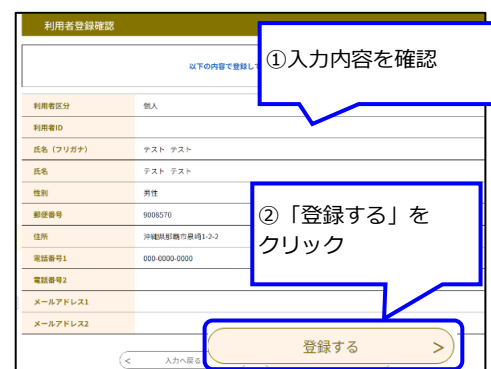 利用者登録確認
以下の内容で登録して
①入力内容を確認
利用者区分 個人
利用者ID
氏名（フリガナ） テスト テスト
氏名 テスト テスト
性別 男性
郵便番号 9008570
住所 沖縄県那覇市泉崎1-2-2
電話番号1 000-0000-0000
電話番号2
メールアドレス1
メールアドレス2
②「登録する」を
クリック
< 入力へ戻る
登録する >